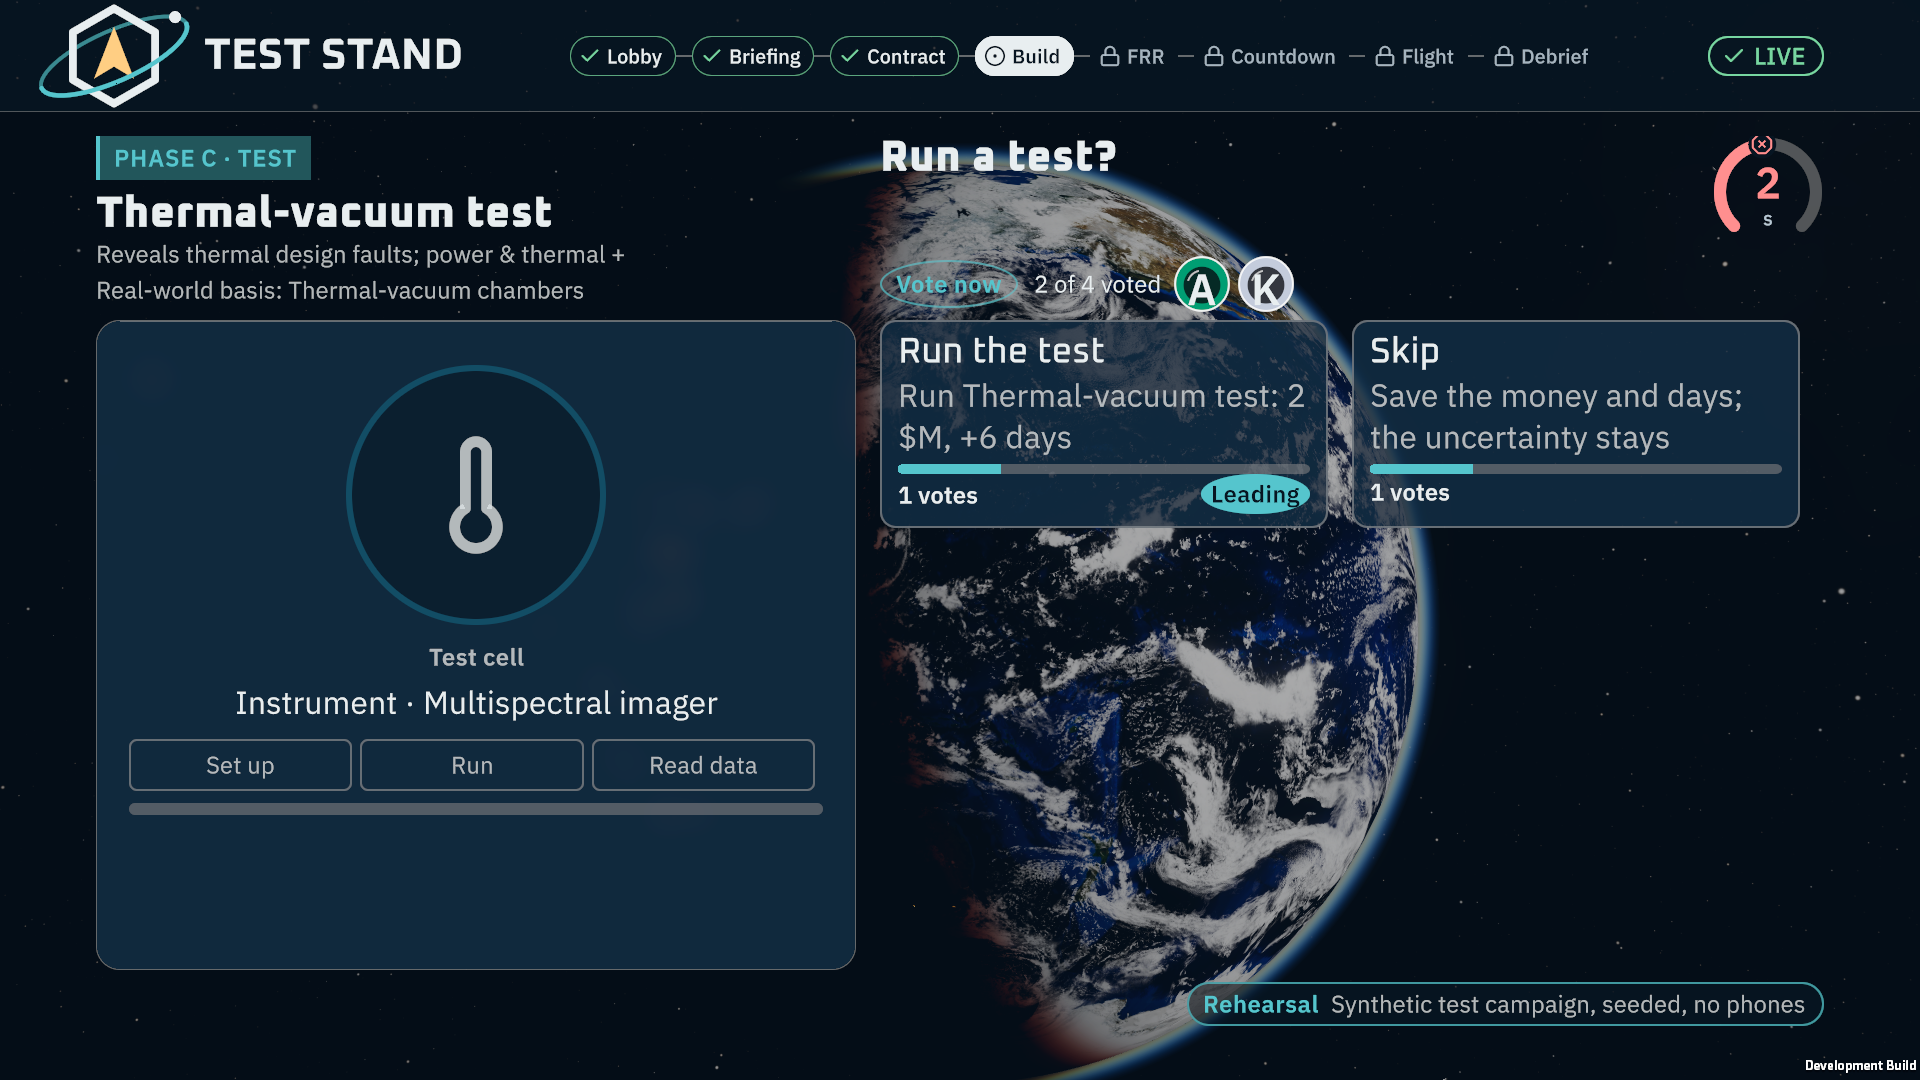 TEST STAND
Lobby
Briefing
Contract
Build
FRR
Countdown
Flight
Debrief
LIVE
PHASE C · TEST
Thermal-vacuum test
Reveals thermal design faults; power & thermal +
Real-world basis: Thermal-vacuum chambers
Test cell
Instrument · Multispectral imager
Set up
Run
Read data
Run a test?
2
s
Vote now
2 of 4 voted
A
K
Run the test
Run Thermal-vacuum test: 2
$M, +6 days
1 votes
Leading
Skip
Save the money and days;
the uncertainty stays
1 votes
Rehearsal Synthetic test campaign, seeded, no phones
Development Build